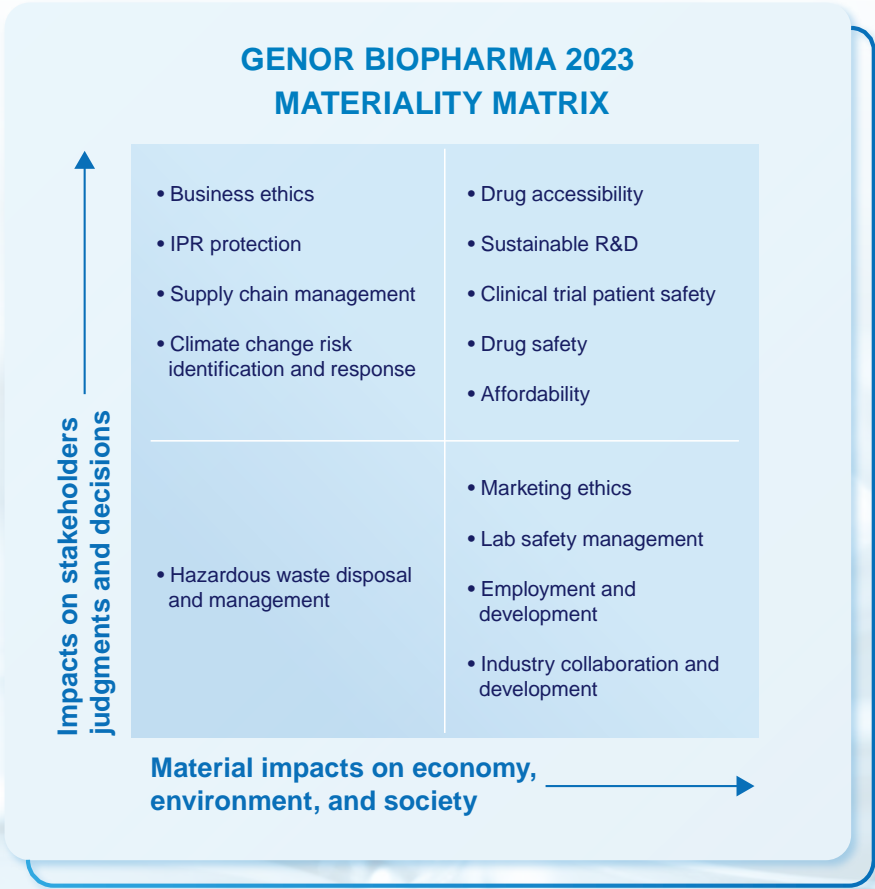 GENOR BIOPHARMA 2023
MATERIALITY MATRIX
Impacts on stakeholders
judgments and decisions
• Business ethics
• IPR protection
• Supply chain management
• Climate change risk
identification and response
• Drug accessibility
• Sustainable R&D
• Clinical trial patient safety
• Drug safety
• Affordability
• Hazardous waste disposal
and management
• Marketing ethics
• Lab safety management
• Employment and
development
• Industry collaboration and
development
Material impacts on economy,
environment, and society